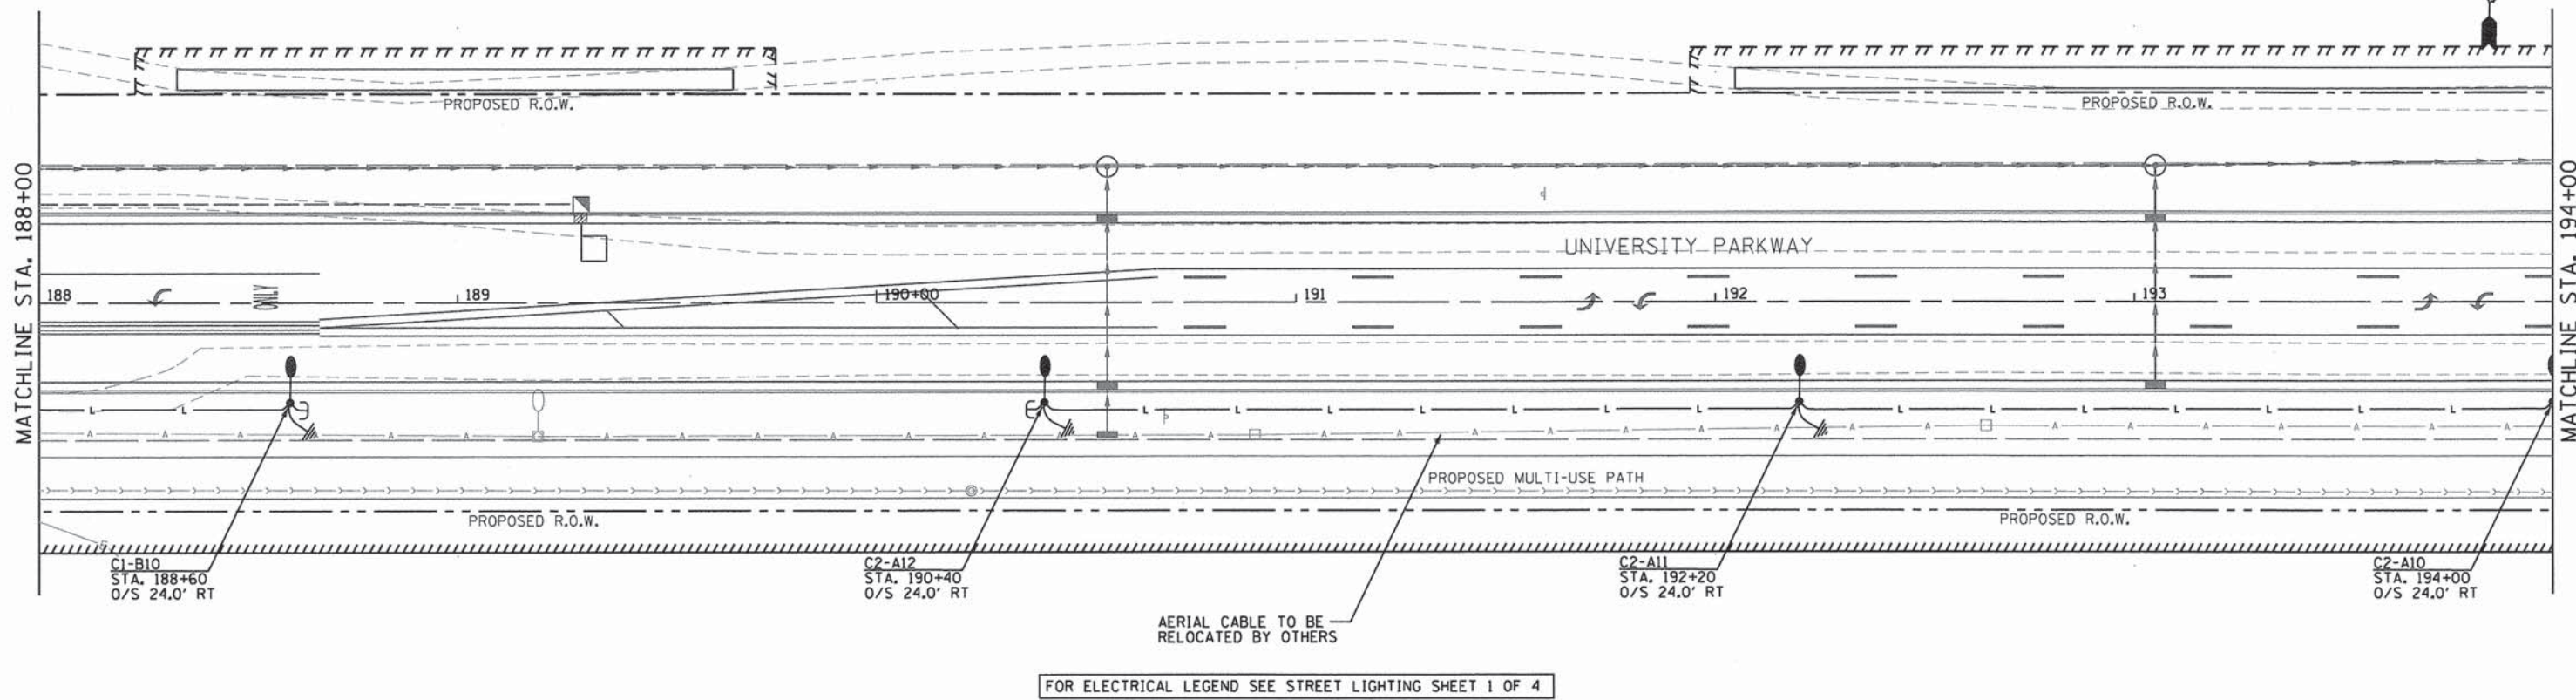 PROPOSED R.O.W.
PROPOSED R.O.W.
MATCHLINE STA. 188+00
MATCHLINE STA. 194+00
UNIVERSITY PARKWAY
188
ONLY
189
190+00
191
192
193
L L L L L L L L L L L L L L L L L
A A A A A A A A A A A A A A A A A A A A A A A A A A A A A A
PROPOSED MULTI-USE PATH
PROPOSED R.O.W.
PROPOSED R.O.W.
C1-B10
STA. 188+60
O/S 24.0' RT
C2-A12
STA. 190+40
O/S 24.0' RT
C2-A11
STA. 192+20
O/S 24.0' RT
C2-A10
STA. 194+00
O/S 24.0' RT
AERIAL CABLE TO BE
RELOCATED BY OTHERS
FOR ELECTRICAL LEGEND SEE STREET LIGHTING SHEET 1 OF 4